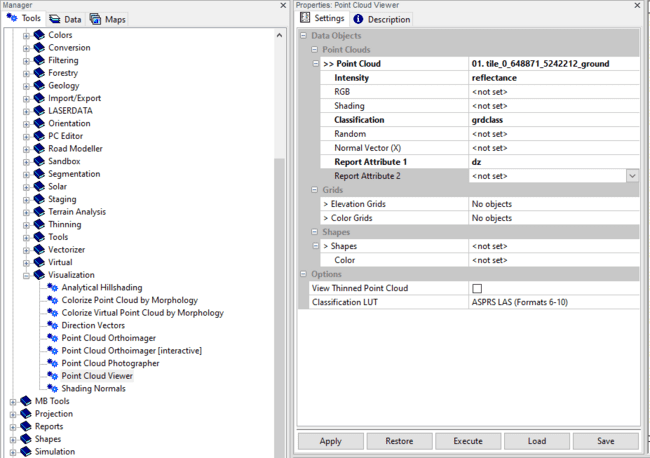 Manager
Tools
Data
Maps
Colors
Conversion
Filtering
Forestry
Geology
Import/Export
LASERDATA
Orientation
PC Editor
Road Modeller
Sandbox
Segmentation
Solar
Staging
Terrain Analysis
Thinning
Tools
Vectorizer
Virtual
Visualization
Analytical Hillshading
Colorize Point Cloud by Morphology
Colorize Virtual Point Cloud by Morphology
Direction Vectors
Point Cloud Orthoimager
Point Cloud Orthoimager [interactive]
Point Cloud Photographer
Point Cloud Viewer
Shading Normals
MB Tools
Projection
Reports
Shapes
Simulation
Properties: Point Cloud Viewer
Settings
Description
Data Objects
Point Clouds
>> Point Cloud 01. tile_0_648871_5242212_ground
Intensity reflectance
RGB <not set>
Shading <not set>
Classification grdclass
Random <not set>
Normal Vector (X) <not set>
Report Attribute 1 dz
Report Attribute 2 <not set>
Grids
> Elevation Grids No objects
> Color Grids No objects
Shapes
> Shapes <not set>
Color <not set>
Options
View Thinned Point Cloud
Classification LUT ASPRS LAS (Formats 6-10)
Apply Restore Execute Load Save